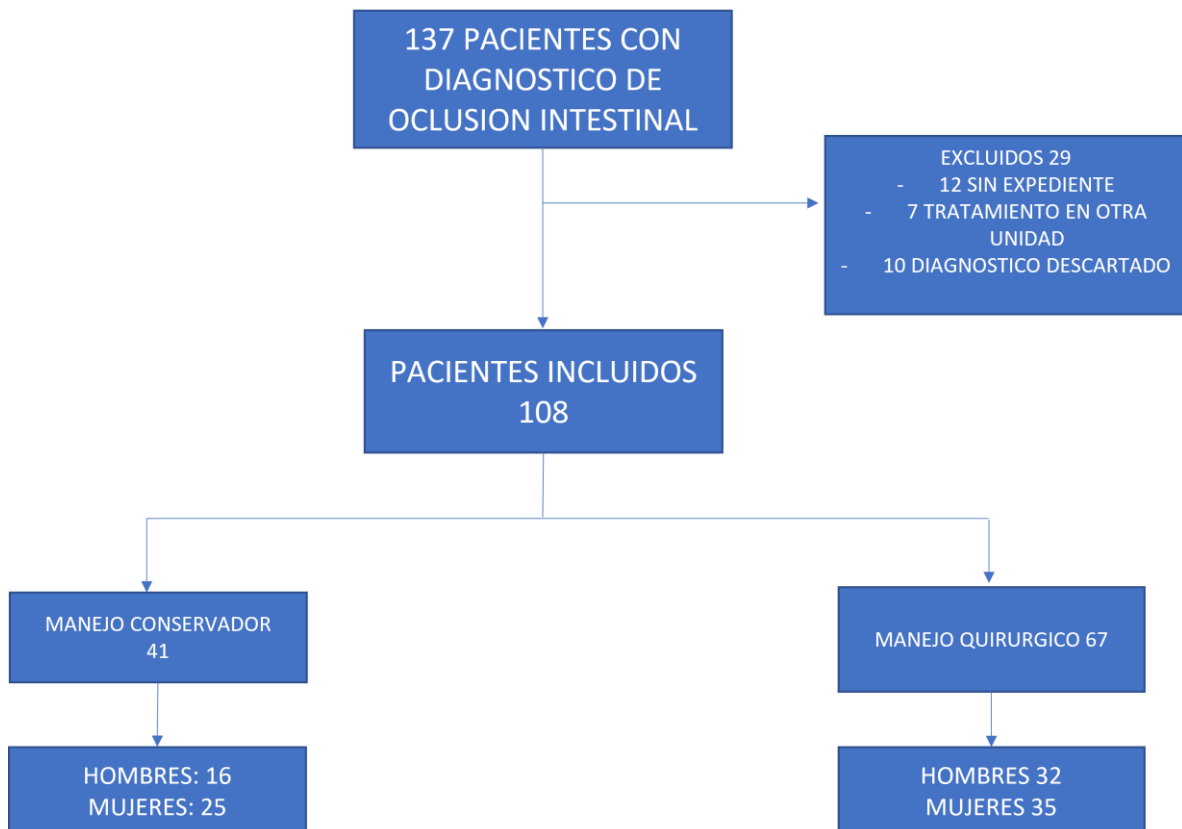 137 PACIENTES CON
DIAGNOSTICO DE
OCLUSION INTESTINAL
EXCLUIDOS 29
- 12 SIN EXPEDIENTE
- 7 TRATAMIENTO EN OTRA
UNIDAD
- 10 DIAGNOSTICO DESCARTADO
PACIENTES INCLUIDOS
108
MANEJO CONSERVADOR
41
MANEJO QUIRURGICO 67
HOMBRES: 16
MUJERES: 25
HOMBRES 32
MUJERES 35